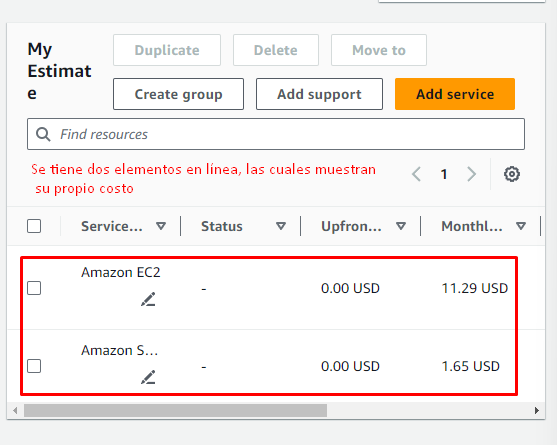 My
Estimat
e
Duplicate
Delete
Move to
Create group
Add support
Add service
Find resources
Se tiene dos elementos en línea, las cuales muestran
su propio costo
1
Service...
Status
Upfron...
Monthl...
Amazon EC2
-
0.00 USD
11.29 USD
Amazon S...
-
0.00 USD
1.65 USD